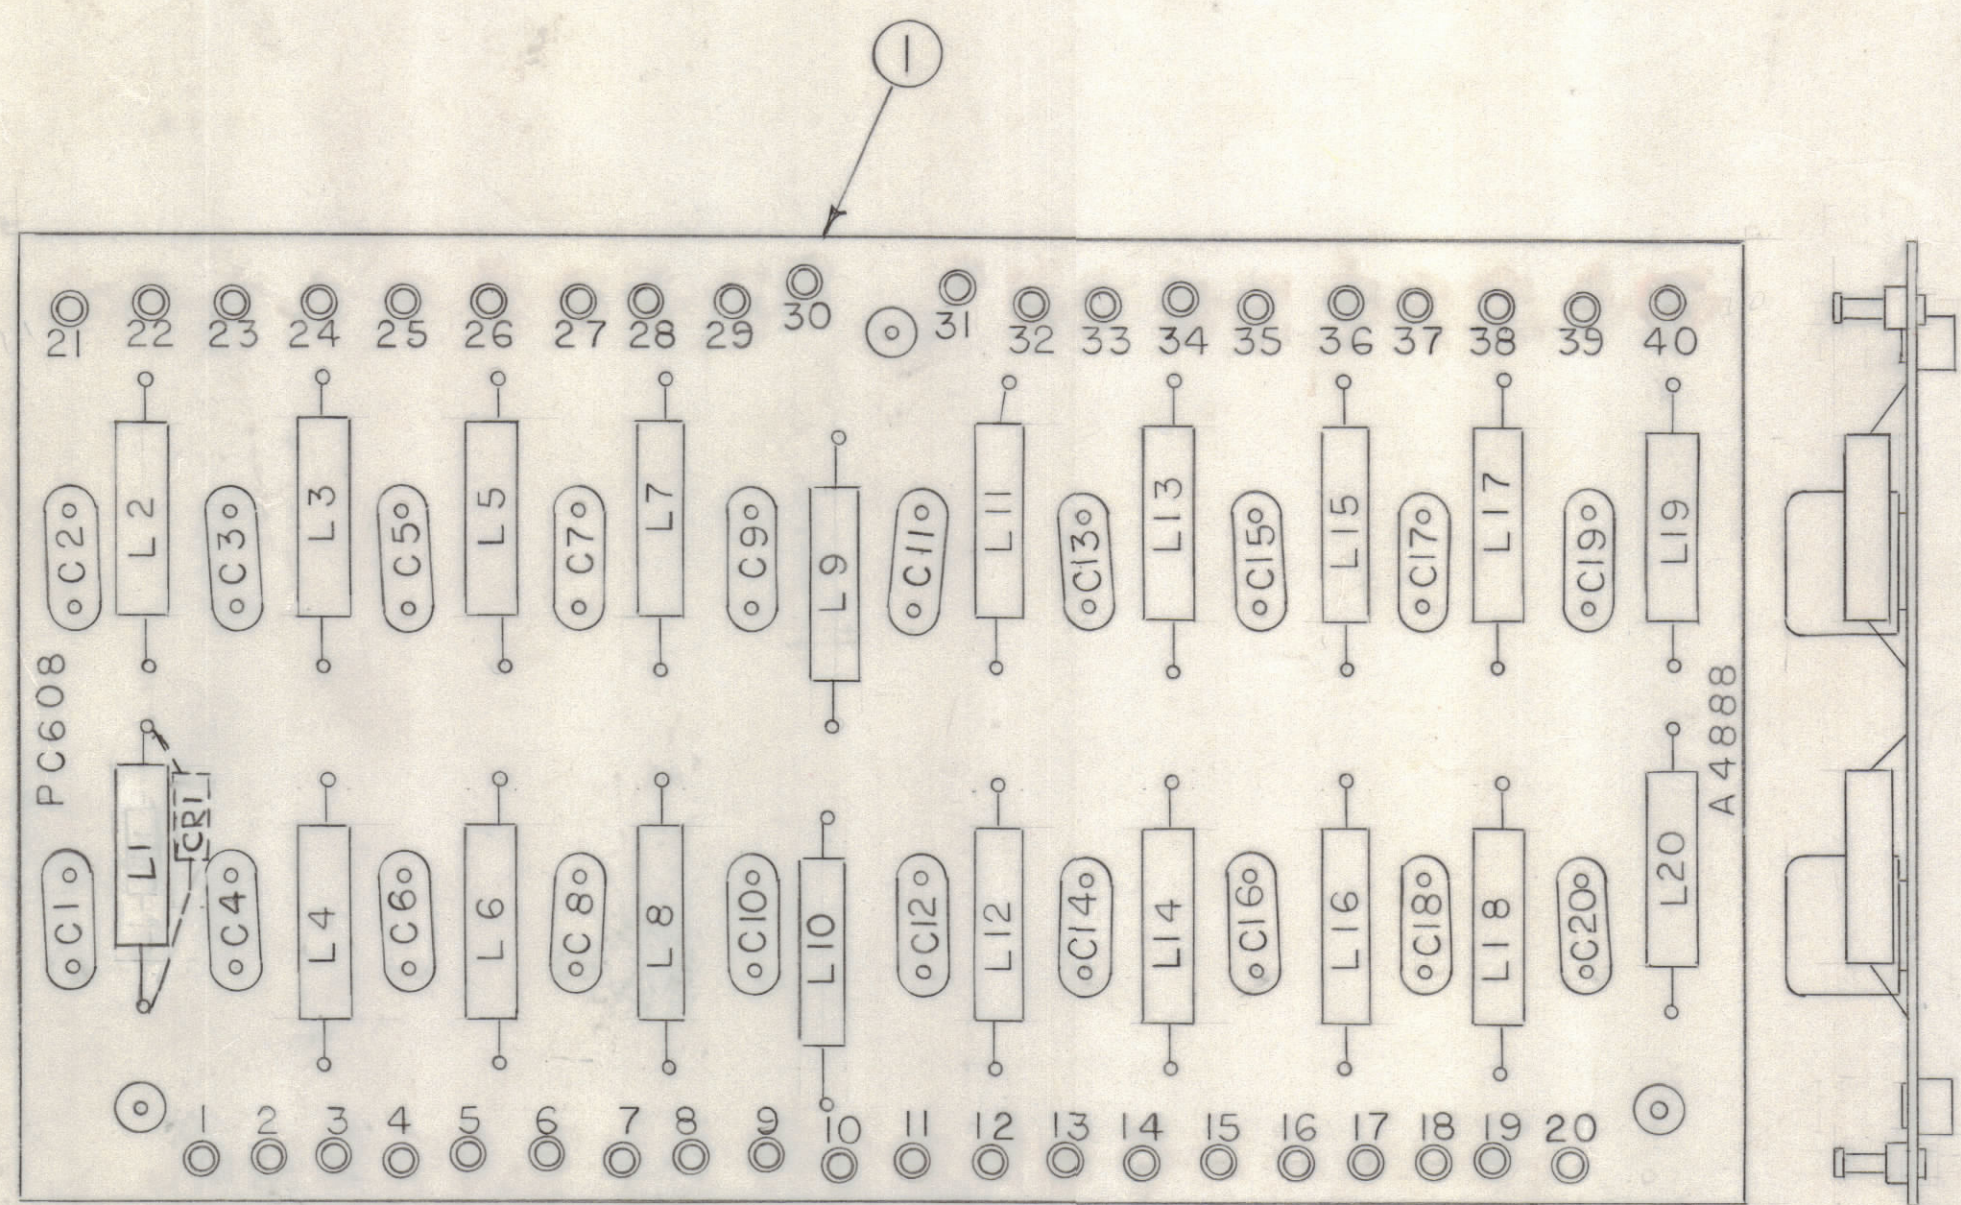 1
21 22 23 24 25 26 27 28 29 30 31 32 33 34 35 36 37 38 39 40
C2 L2 C3 L3 C5 L5 C7 L7 C9 L9 C11 L11 C13 L13 C15 L15 C17 L17 C19 L19
PC608
A4888
C1 L1 CR1 C4 L4 C6 L6 C8 L8 C10 L10 C12 L12 C14 L14 C16 L16 C18 L18 C20 L20
1 2 3 4 5 6 7 8 9 10 11 12 13 14 15 16 17 18 19 20